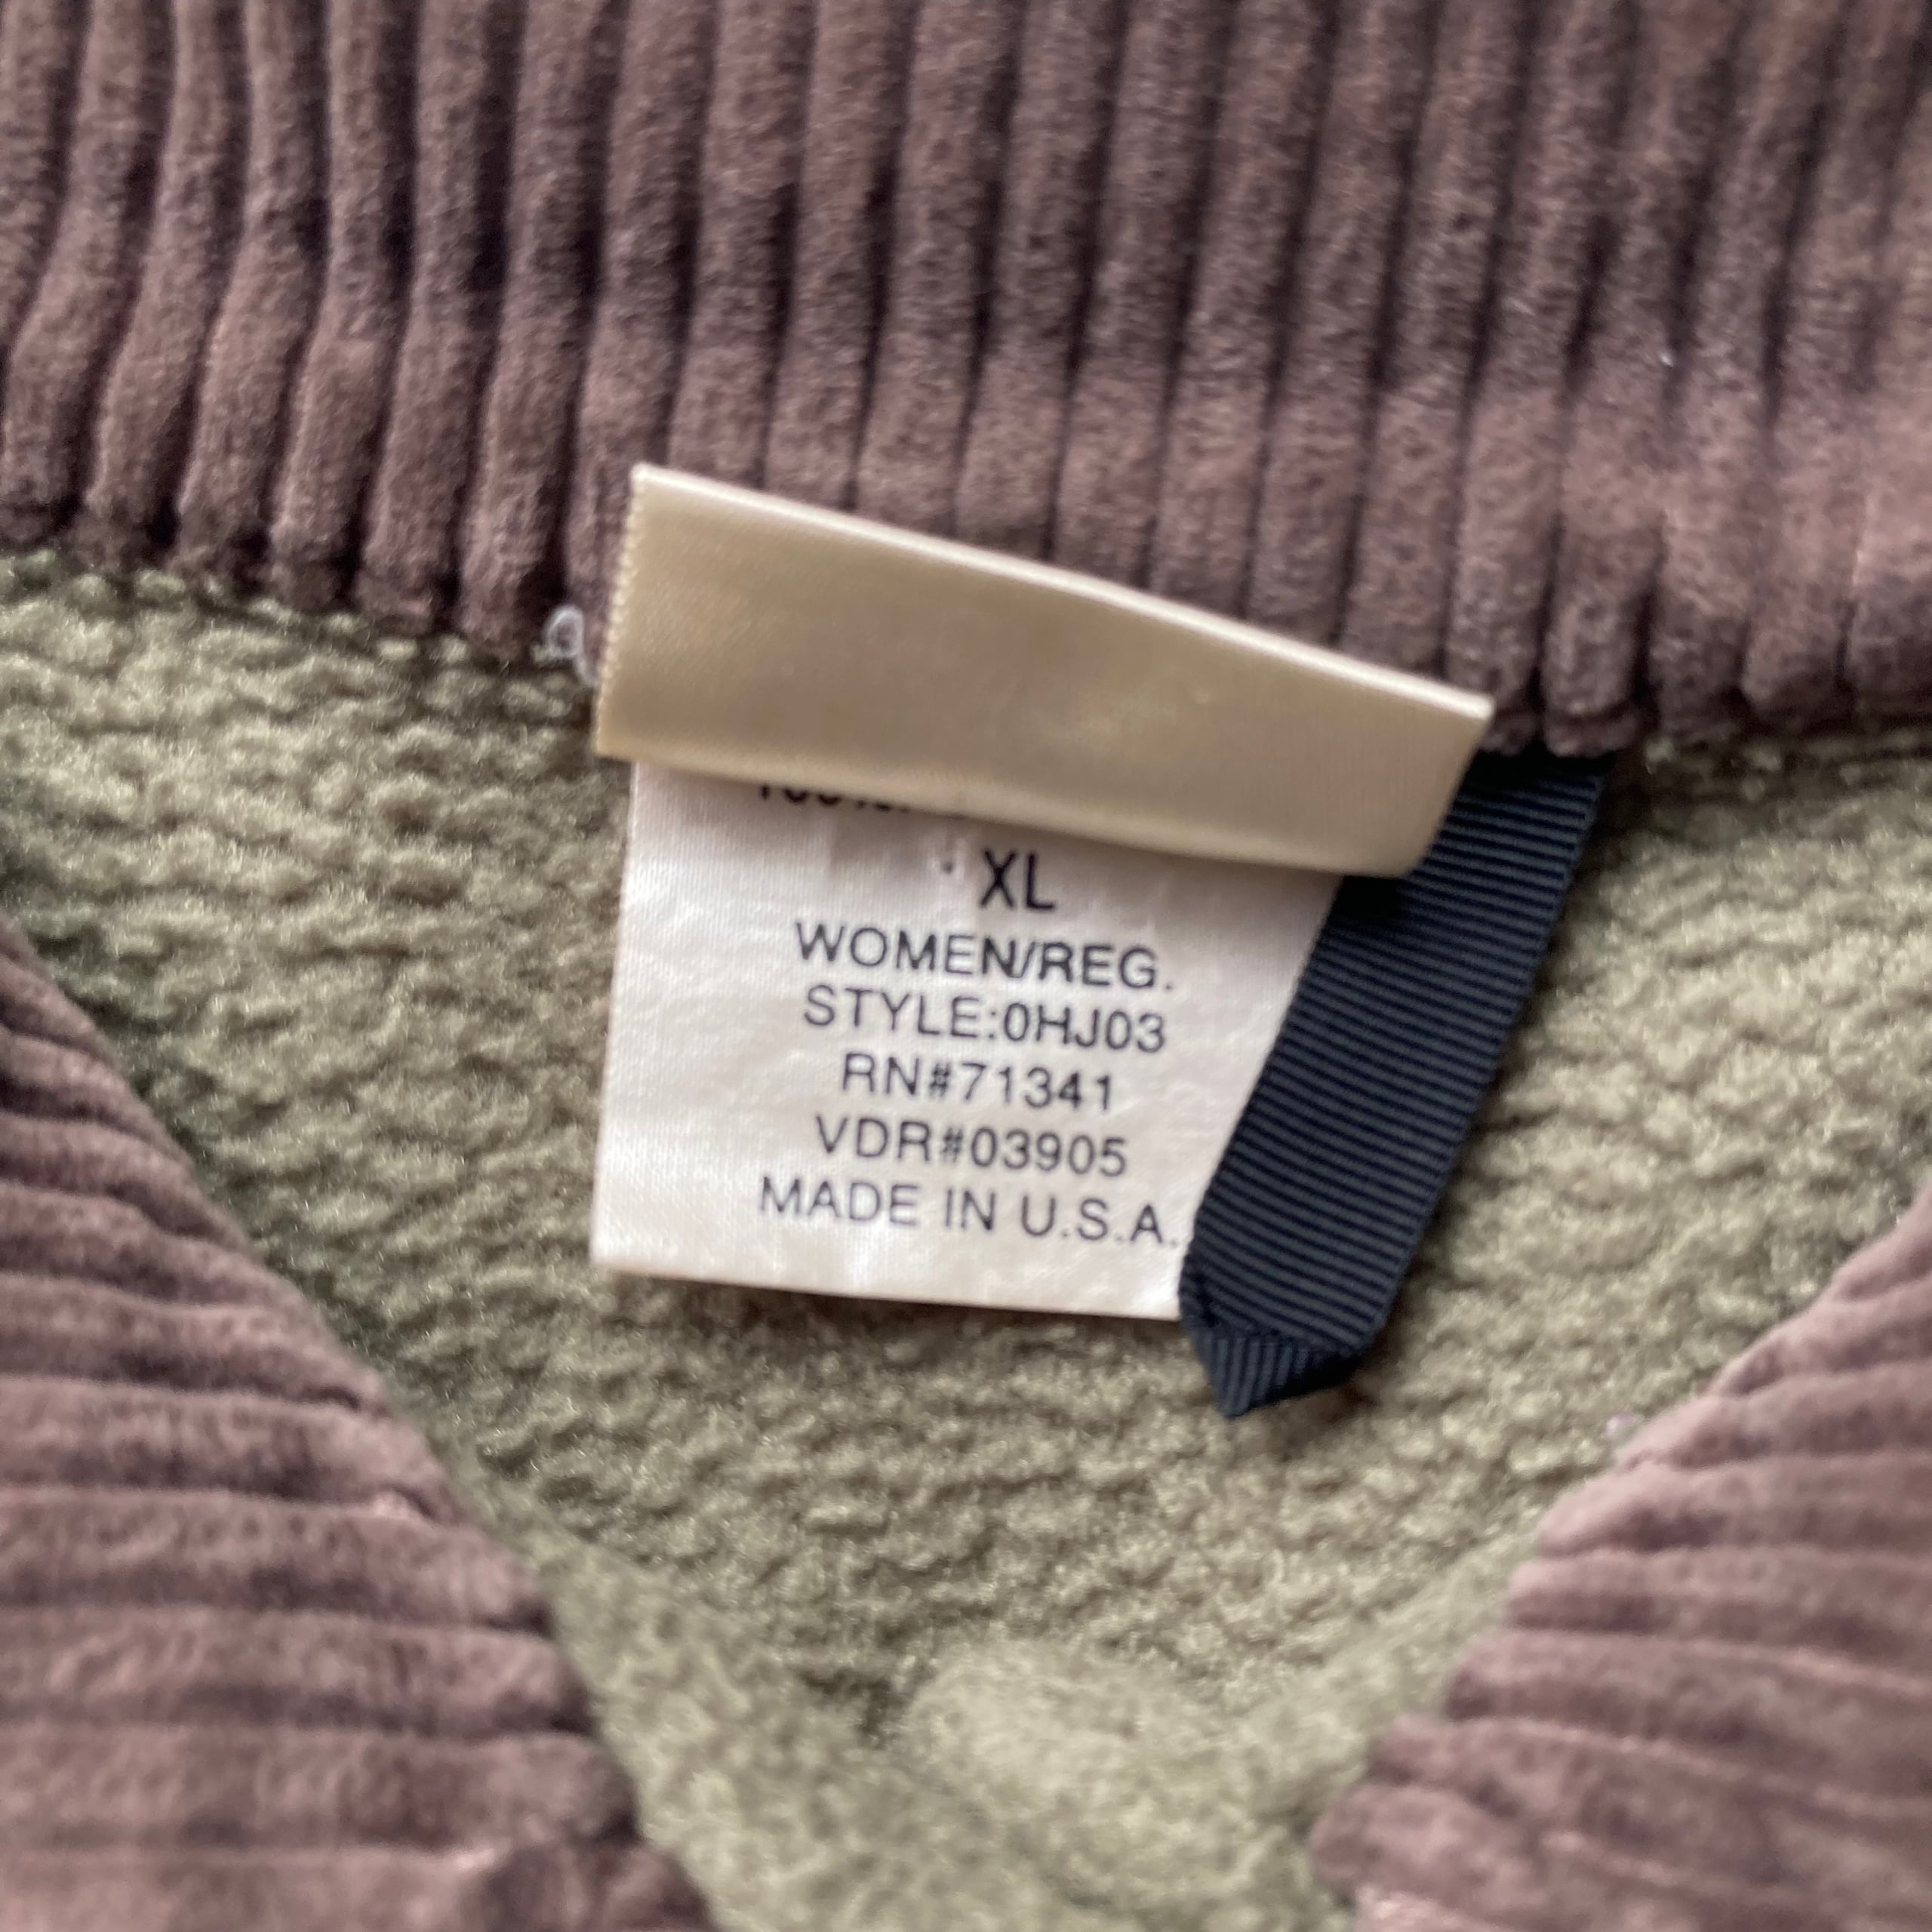 XL
WOMEN/REG.
STYLE:0HJ03
RN#71341
VDR#03905
MADE IN U.S.A.